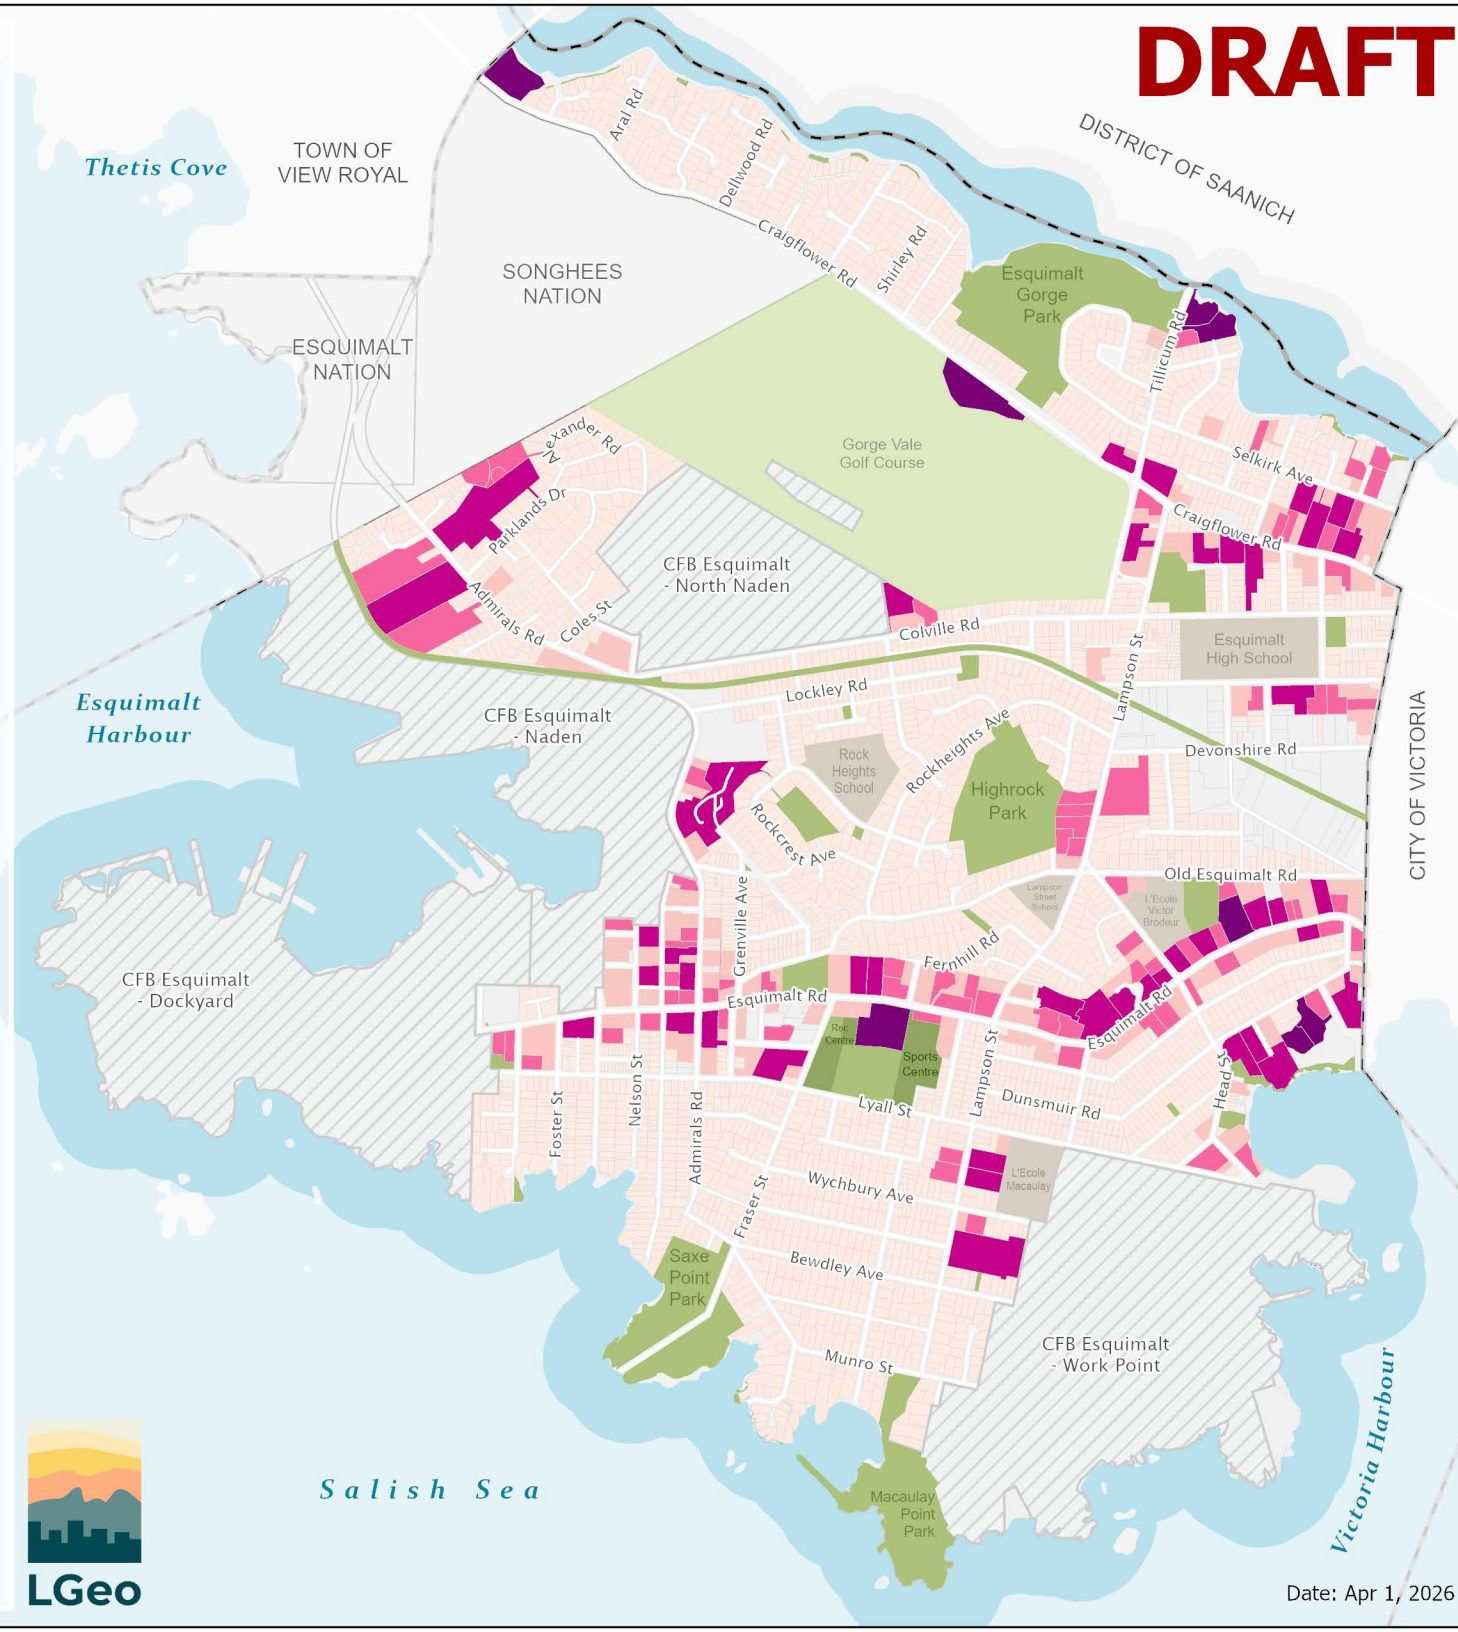 DRAFT
DISTRICT OF SAANICH
Thetis Cove
TOWN OF
VIEW ROYAL
Aral Rd
Dellwood Rd
Craigflower Rd
Shirley Rd
SONGHEES
NATION
Esquimalt
Gorge
Park
Tillicum Rd
ESQUIMALT
NATION
Alexander Rd
Gorge Vale
Golf Course
Selkirk Ave
Parklands Dr
Craigflower Rd
CFB Esquimalt
- North Naden
Admirals Rd
Coles St
Colville Rd
Esquimalt
High School
Lampson St
Esquimalt
Harbour
Lockley Rd
CFB Esquimalt
- Naden
Rockheights Ave
Devonshire Rd
Rock
Heights
School
Highrock
Park
CITY OF VICTORIA
Rockcrest Ave
Old Esquimalt Rd
Lampson
Street
School
L'Ecole
Victor
Brodeur
Grenville Ave
Fernhill Rd
CFB Esquimalt
- Dockyard
Esquimalt Rd
Esquimalt Rd
Rec
Centre
Sports
Centre
Lampson St
Head St
Foster St
Nelson St
Admirals Rd
Lyall St
Dunsmuir Rd
Fraser St
Wychbury Ave
L'Ecole
Macaulay
Saxe
Point
Park
Bewdley Ave
CFB Esquimalt
- Work Point
Munro St
Victoria Harbour
Salish Sea
Macaulay
Point
Park
LGeo
Date: Apr 1, 2026